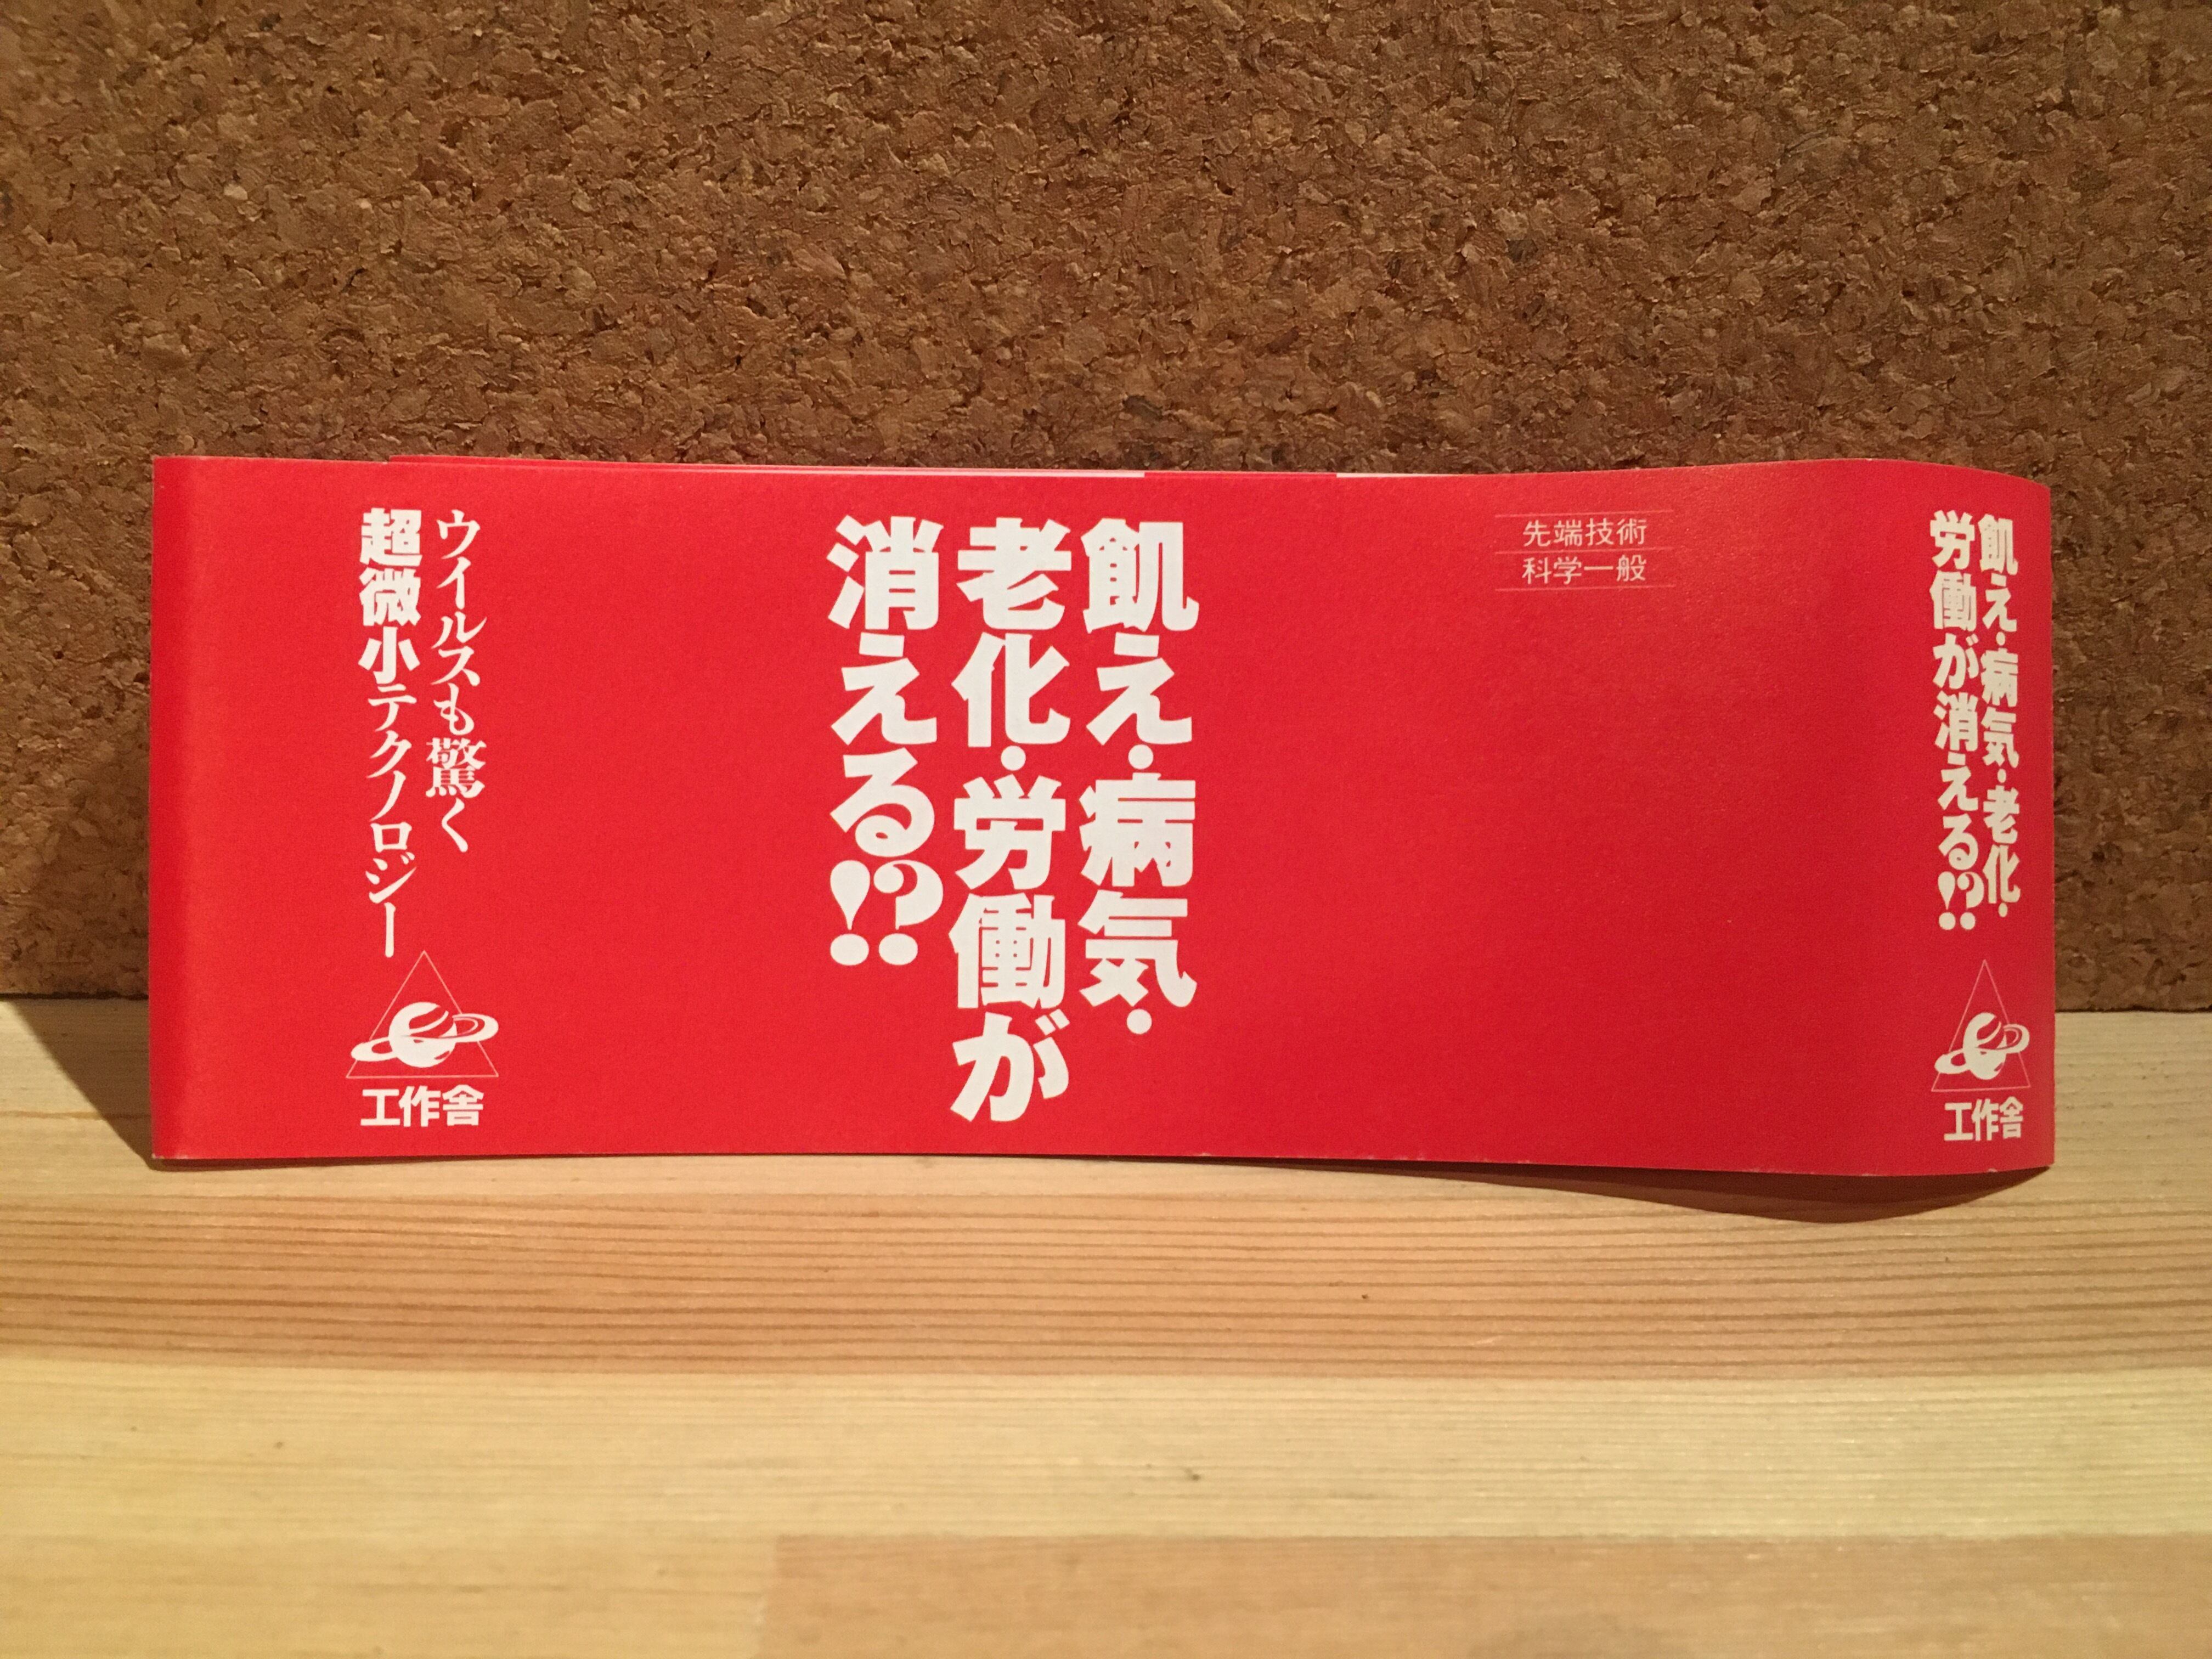 飢え・病気・老化・
労働が消える!?
工作舎
先端技術
科学一般
飢え・病気・
老化・労働が
消える!?
ウイルスも驚く
超微小テクノロジー
工作舎